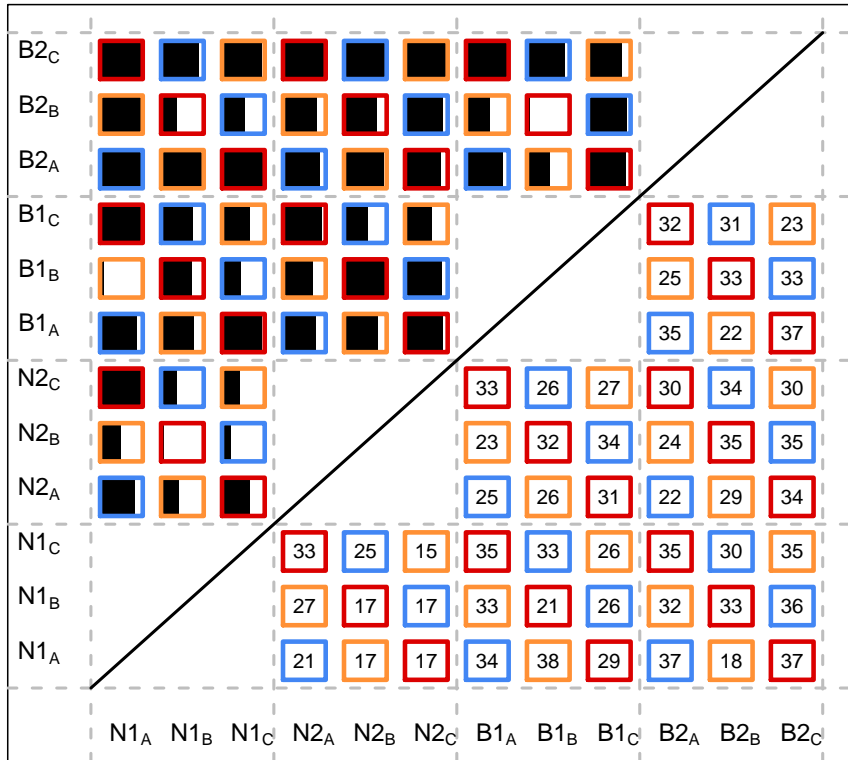 B2C
B2B
B2A
B1C 32 31 23
B1B 25 33 33
B1A 35 22 37
N2C 33 26 27 30 34 30
N2B 23 32 34 24 35 35
N2A 25 26 31 22 29 34
N1C 33 25 15 35 33 26 35 30 35
N1B 27 17 17 33 21 26 32 33 36
N1A 21 17 17 34 38 29 37 18 37
N1A N1B N1C N2A N2B N2C B1A B1B B1C B2A B2B B2C